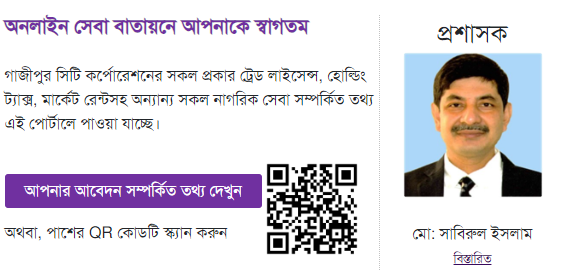 অনলাইন সেবা বাতায়নে আপনাকে স্বাগতম
গাজীপুর সিটি কর্পোরেশনের সকল প্রকার ট্রেড লাইসেন্স, হোল্ডিং
ট্যাক্স, মার্কেট রেন্টসহ অন্যান্য সকল নাগরিক সেবা সম্পর্কিত তথ্য
এই পোর্টালে পাওয়া যাচ্ছে।
আপনার আবেদন সম্পর্কিত তথ্য দেখুন
অথবা, পাশের QR কোডটি স্ক্যান করুন
প্রশাসক
মো: সাবিরুল ইসলাম
বিস্তারিত